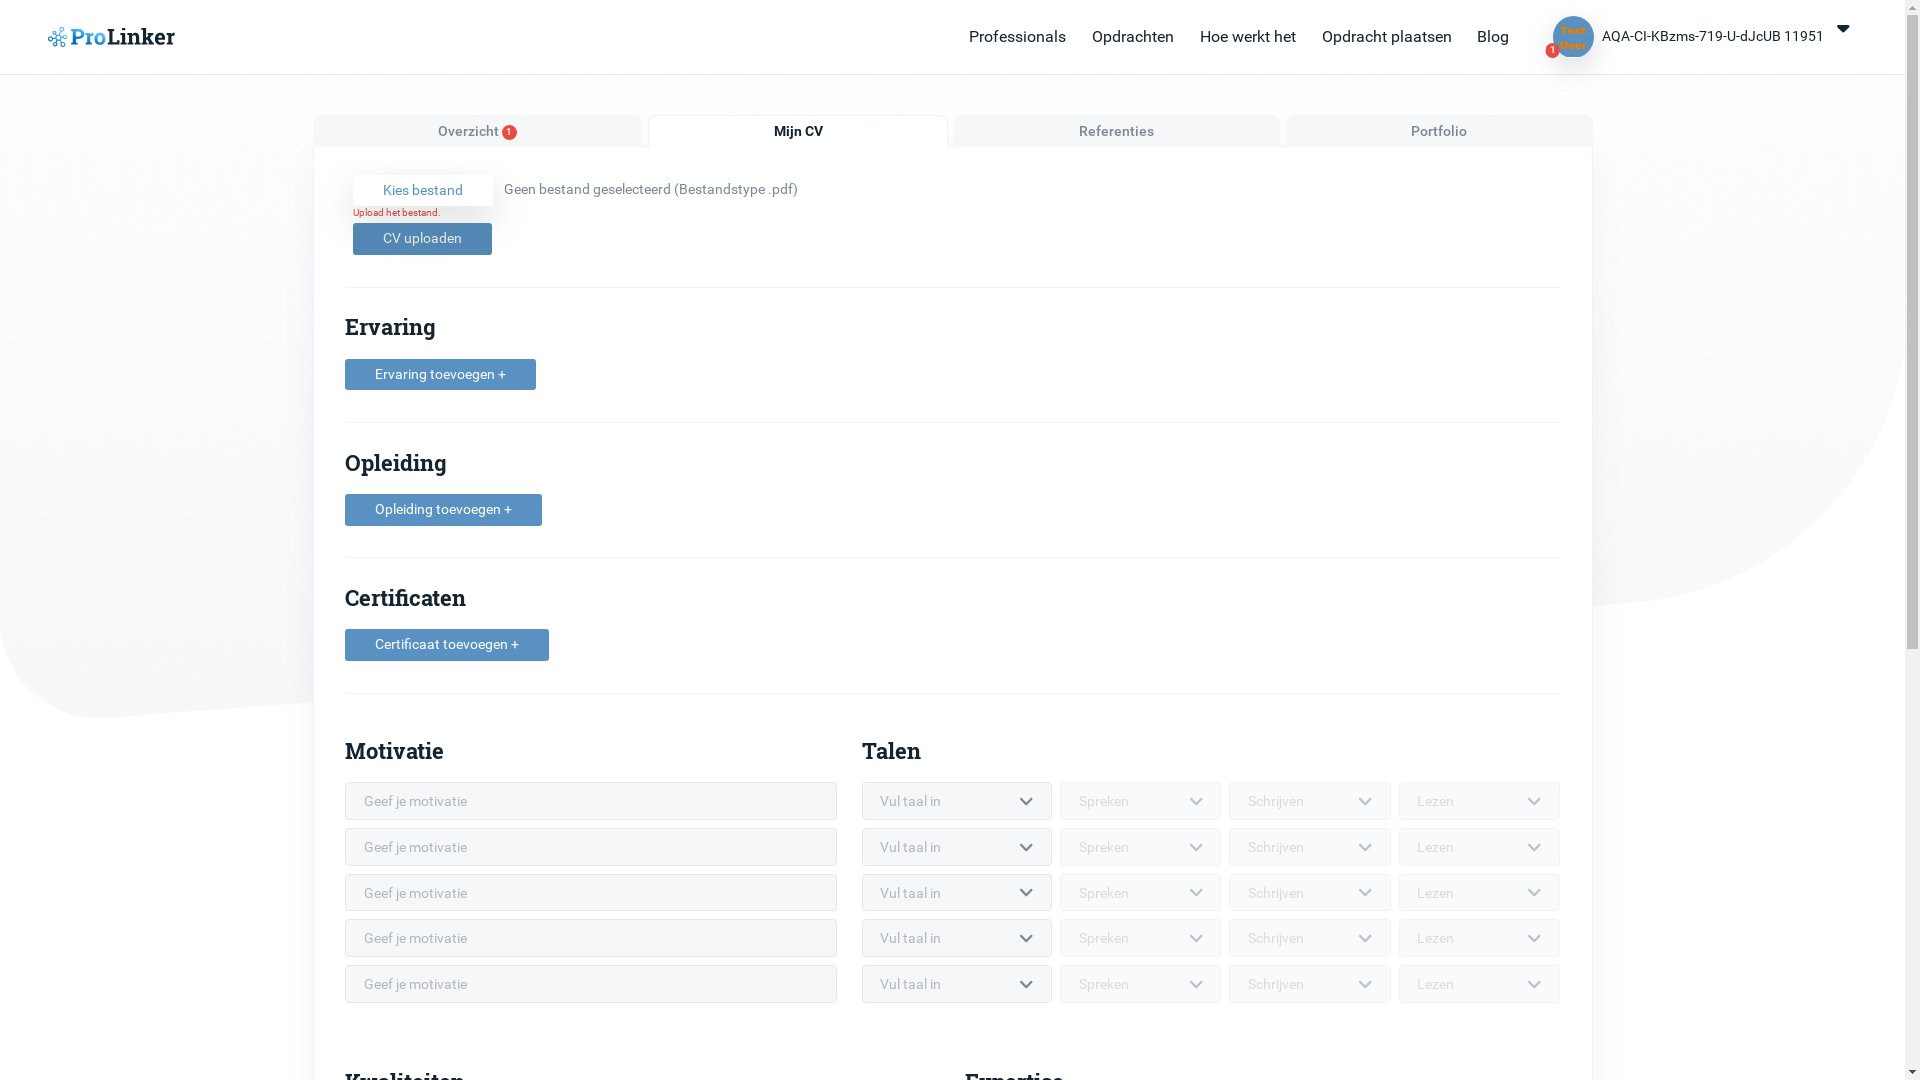 ProLinker
Professionals Opdrachten Hoe werkt het Opdracht plaatsen Blog
Test
User
1
AQA-CI-KBzms-719-U-dJcUB 11951
Overzicht 1 Mijn CV Referenties Portfolio
Kies bestand Geen bestand geselecteerd (Bestandstype .pdf)
Upload het bestand.
CV uploaden
Ervaring
Ervaring toevoegen +
Opleiding
Opleiding toevoegen +
Certificaten
Certificaat toevoegen +
Motivatie Talen
Geef je motivatie Vul taal in Spreken Schrijven Lezen
Geef je motivatie Vul taal in Spreken Schrijven Lezen
Geef je motivatie Vul taal in Spreken Schrijven Lezen
Geef je motivatie Vul taal in Spreken Schrijven Lezen
Geef je motivatie Vul taal in Spreken Schrijven Lezen
Kwaliteiten Expertise